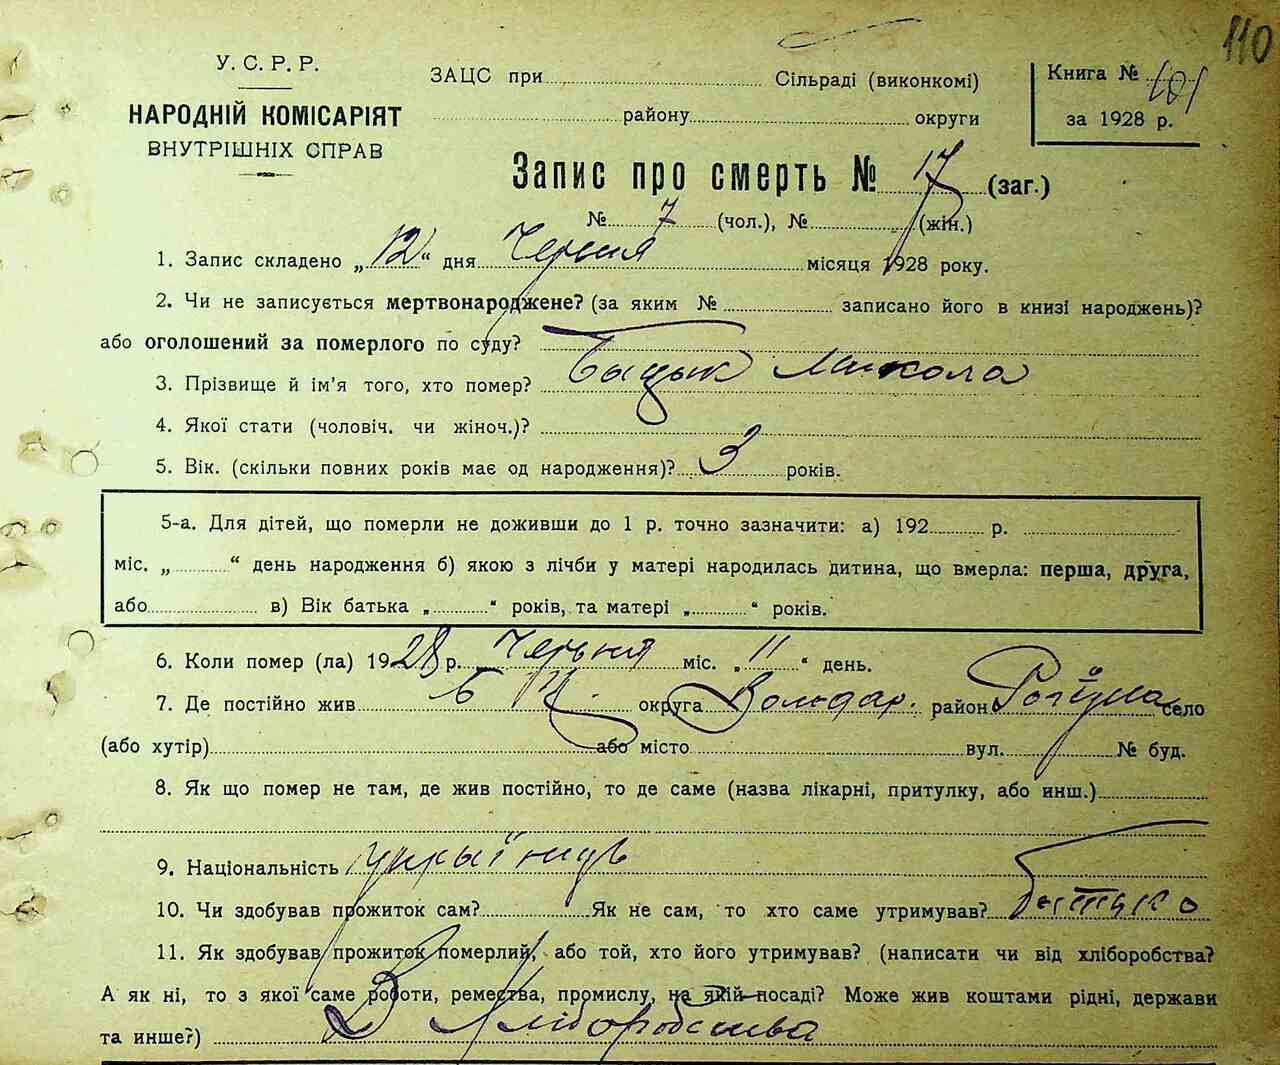 110
У. С. Р. Р.
НАРОДНІЙ КОМІСАРІЯТ
ВНУТРІШНІХ СПРАВ
ЗАЦС при Сільраді (виконкомі)
району округи
Книга № 101
за 1928 р.
Запис про смерть № 17 (заг.)
№ 7 (чол.), № (жін.)
1. Запис складено „12“ дня Червня місяця 1928 року.
2. Чи не записується мертвонароджене? (за яким № записано його в книзі народжень)?
або оголошений за померлого по суду?
3. Прізвище й ім'я того, хто помер? Микола
4. Якої стати (чоловіч. чи жіноч.)?
5. Вік. (скільки повних років має од народження)? 3 років.
5-а. Для дітей, що померли не доживши до 1 р. точно зазначити: а) 192 р.
міс. „ “ день народження б) якою з лічби у матері народилась дитина, що вмерла: перша, друга,
або в) Вік батька „ “ років, та матері „ “ років.
6. Коли помер (ла) 1928 р. Червня міс. „11“ день.
7. Де постійно жив Б Ц. округа Володар. район Рогізна село
(або хутір) або місто вул. № буд.
8. Як що помер не там, де жив постійно, то де саме (назва лікарні, притулку, або инш.)
9. Національність
10. Чи здобував прожиток сам? Як не сам, то хто саме утримував? батько
11. Як здобував прожиток померлий, або той, хто його утримував? (написати чи від хліборобства?
А як ні, то з якої саме роботи, ремества, промислу, на якій посаді? Може жив коштами рідні, держави
та инше?) З Хліборобства